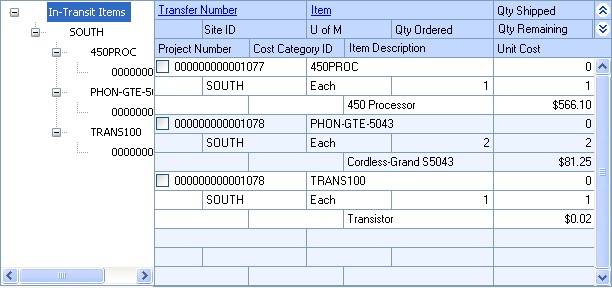 In-Transit Items
SOUTH
450PROC
0000000
PHON-GTE-5
0000000
TRANS100
0000000
Transfer Number Item Qty Shipped
Site ID U of M Qty Ordered Qty Remaining
Project Number Cost Category ID Item Description Unit Cost
000000000001077 450PROC 0
SOUTH Each 1 1
450 Processor $566.10
000000000001078 PHON-GTE-5043 0
SOUTH Each 2 2
Cordless-Grand S5043 $81.25
000000000001078 TRANS100 0
SOUTH Each 1 1
Transistor $0.02